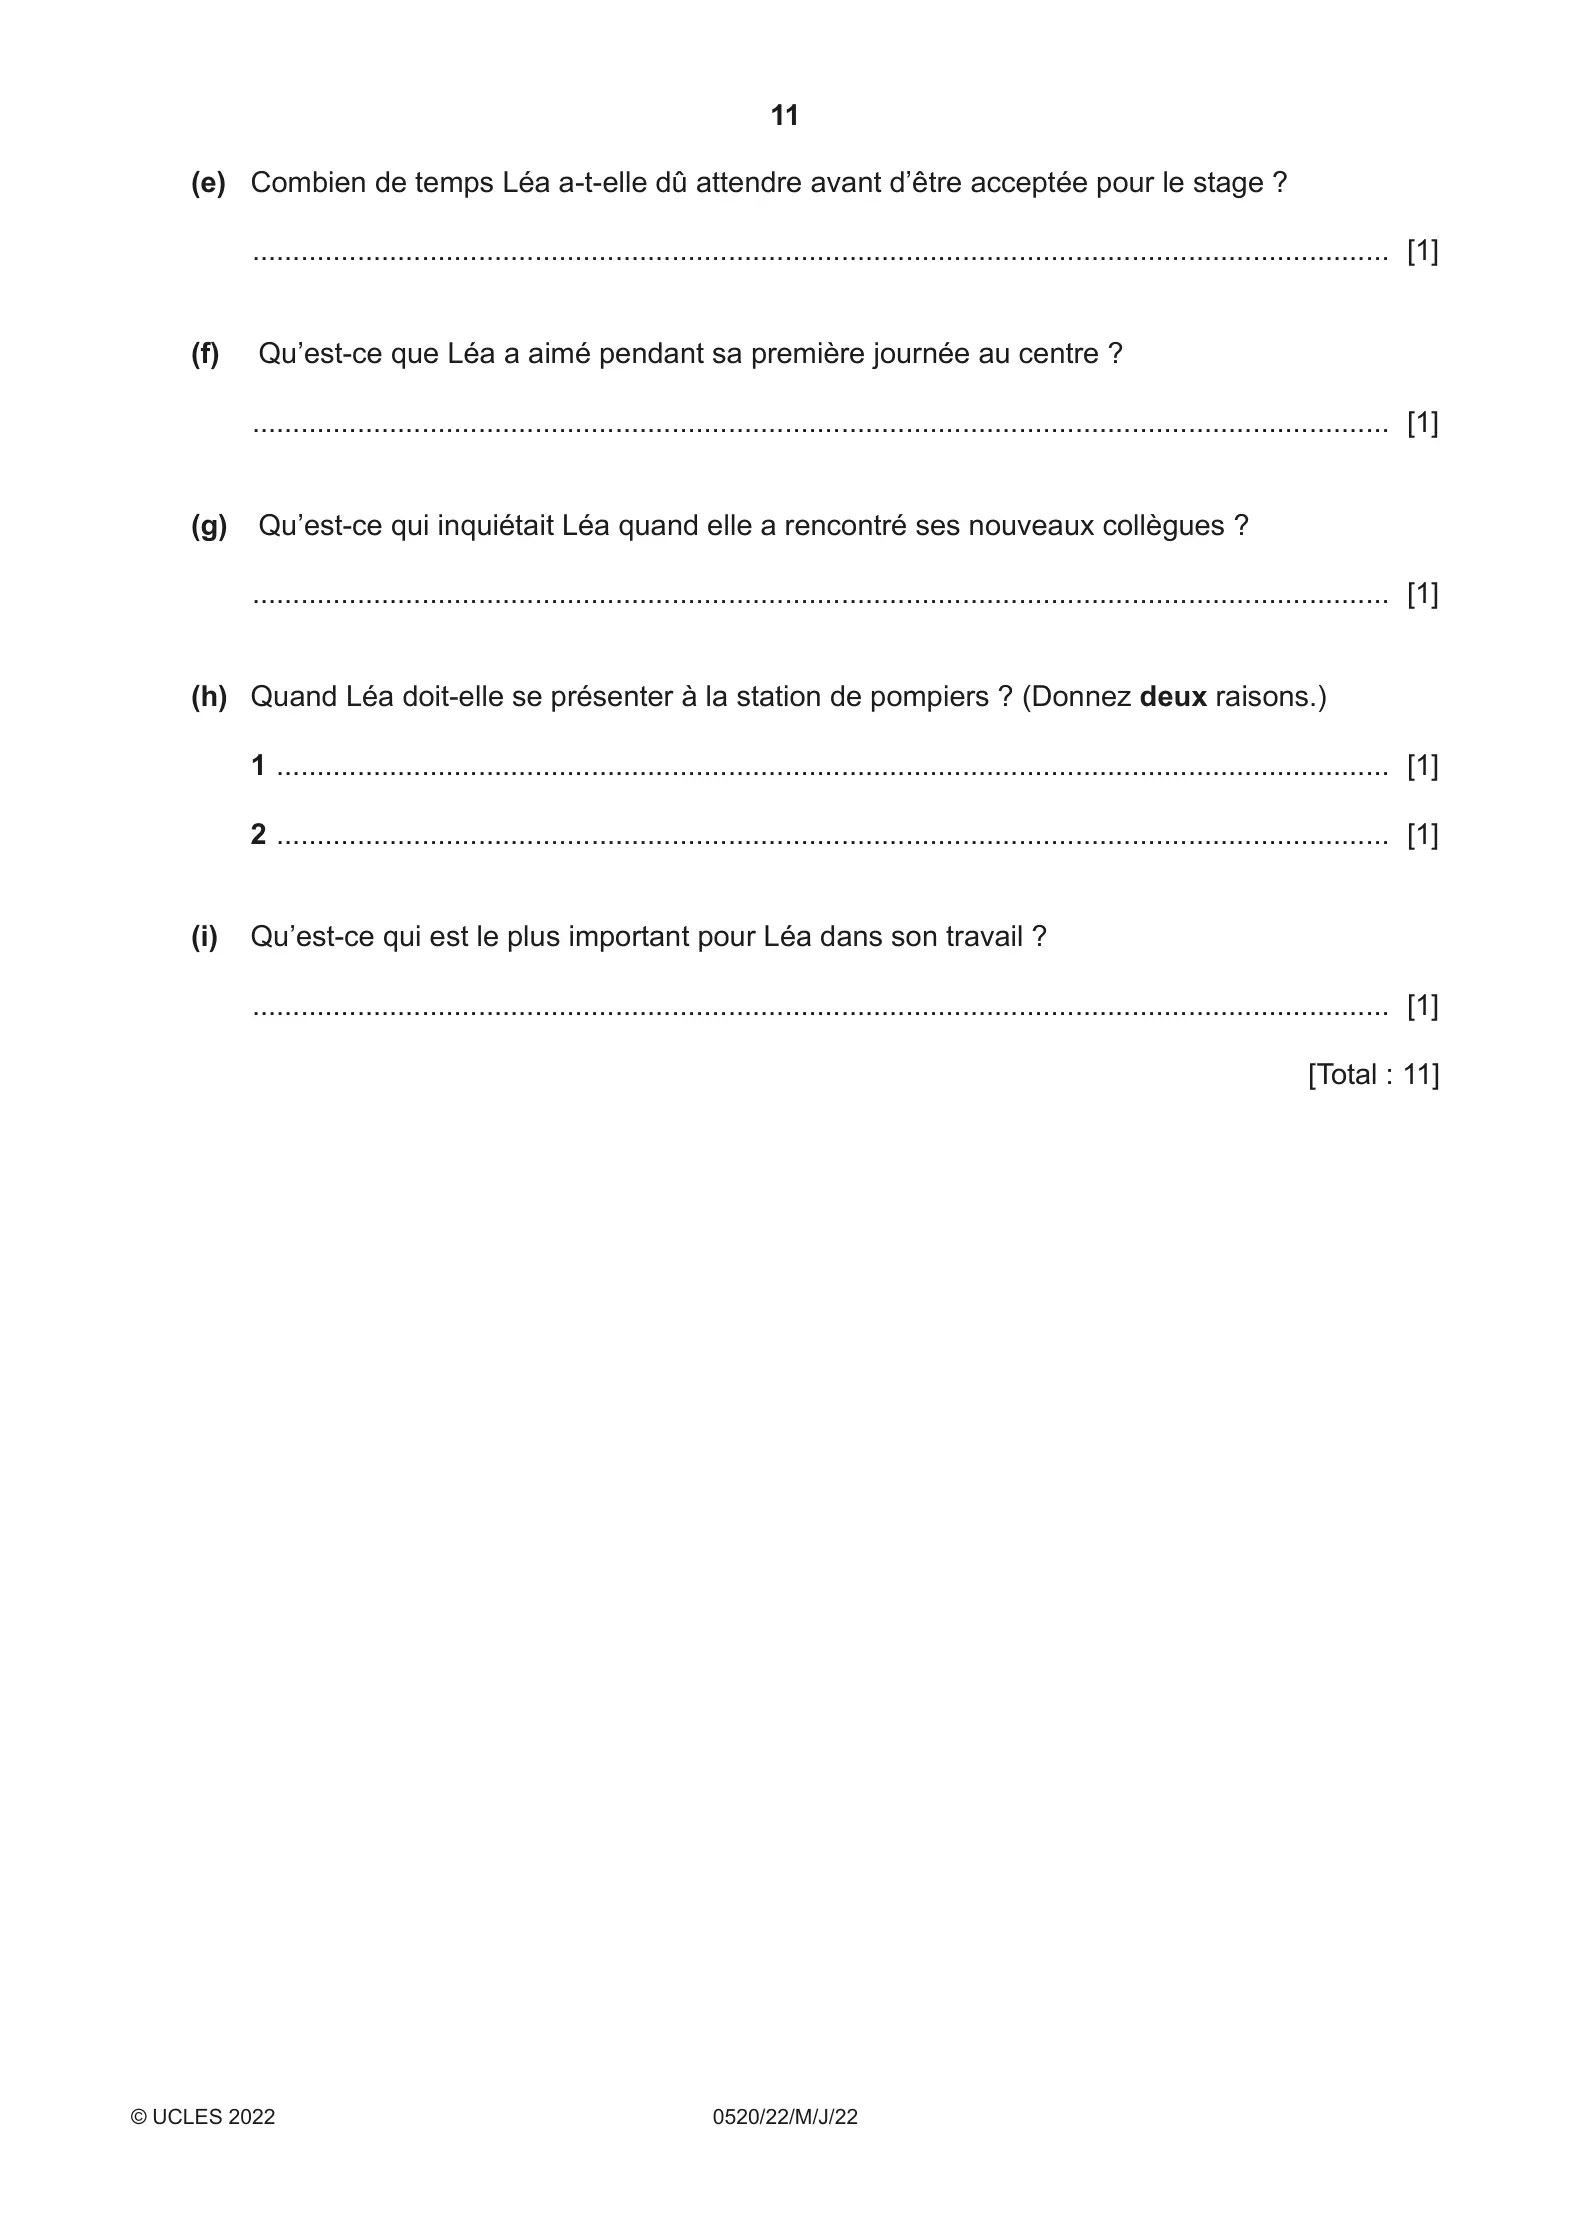 11
(e) Combien de temps Léa a-t-elle dû attendre avant d’être acceptée pour le stage ?
.......................................................................................................................................... [1]
(f) Qu’est-ce que Léa a aimé pendant sa première journée au centre ?
.......................................................................................................................................... [1]
(g) Qu’est-ce qui inquiétait Léa quand elle a rencontré ses nouveaux collègues ?
.......................................................................................................................................... [1]
(h) Quand Léa doit-elle se présenter à la station de pompiers ? (Donnez deux raisons.)
1 ....................................................................................................................................... [1]
2 ....................................................................................................................................... [1]
(i) Qu’est-ce qui est le plus important pour Léa dans son travail ?
.......................................................................................................................................... [1]
[Total : 11]
© UCLES 2022 0520/22/M/J/22